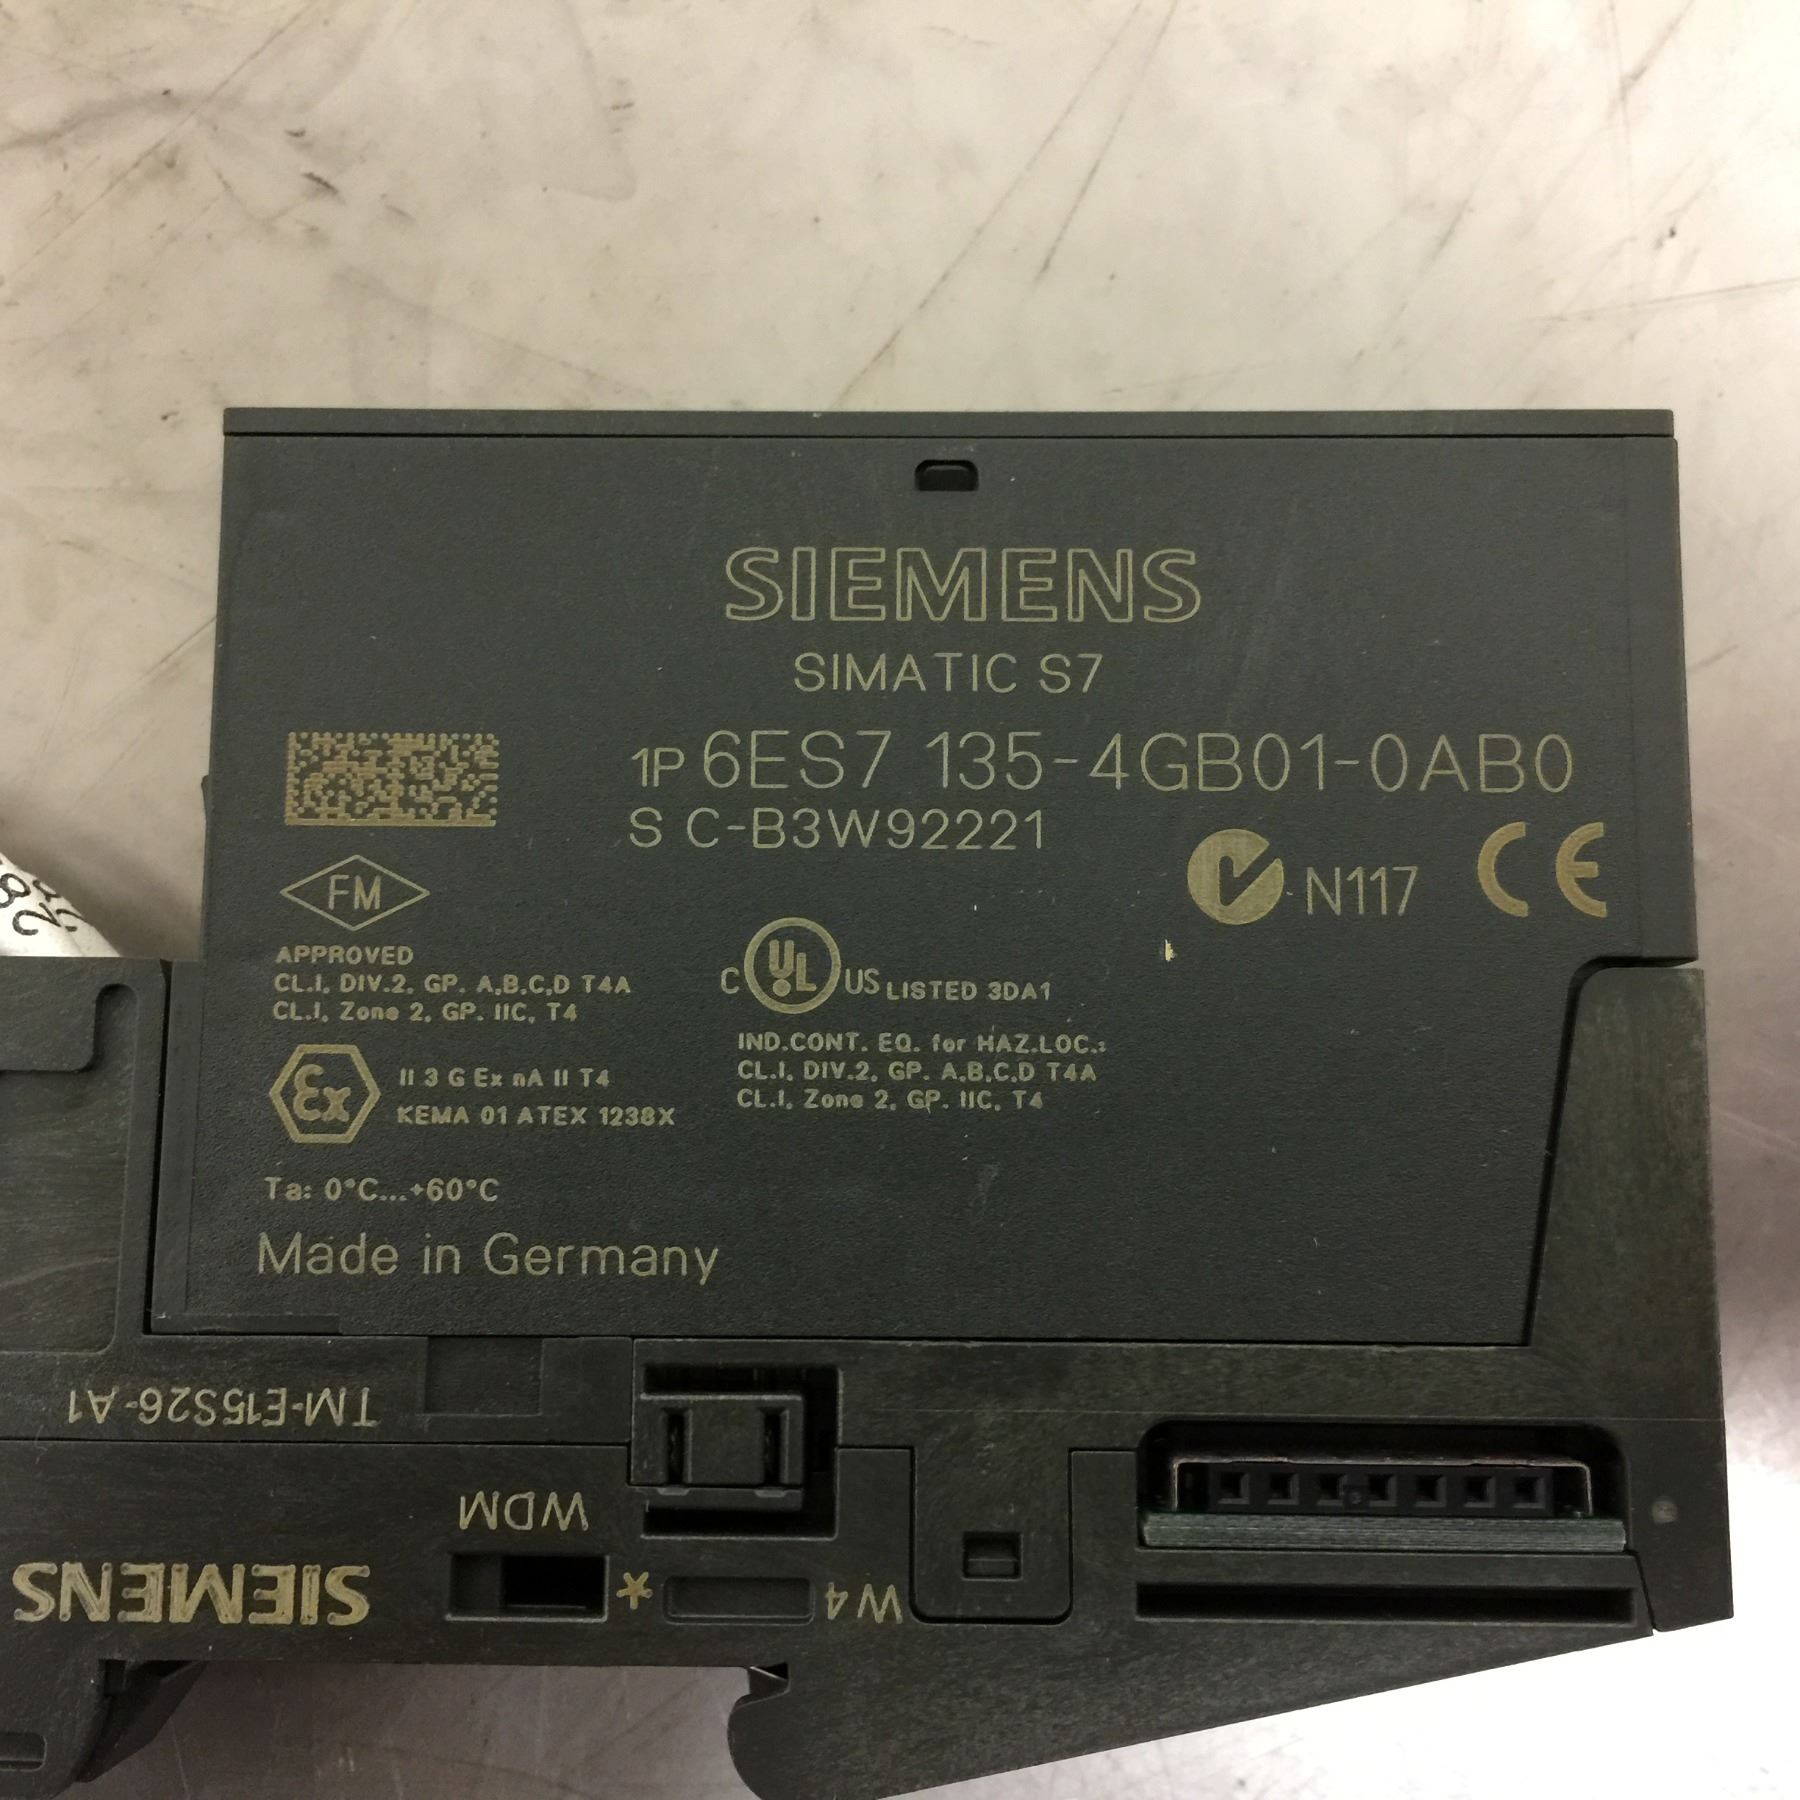 SIEMENS
SIMATIC S7
1P 6ES7 135-4GB01-0AB0
S C-B3W92221
N117 CE
FM
APPROVED
CL.I, DIV.2, GP. A,B,C,D T4A
CL.I, Zone 2, GP. IIC, T4
C UL US LISTED 3DA1
IND.CONT. EQ. for HAZ.LOC.:
CL.I, DIV.2, GP. A,B,C,D T4A
CL.I, Zone 2, GP. IIC, T4
Ex II 3 G Ex nA II T4
KEMA 01 ATEX 1238X
Ta: 0°C...+60°C
Made in Germany
TM-E15S26-A1
WDM
SIEMENS
* W4